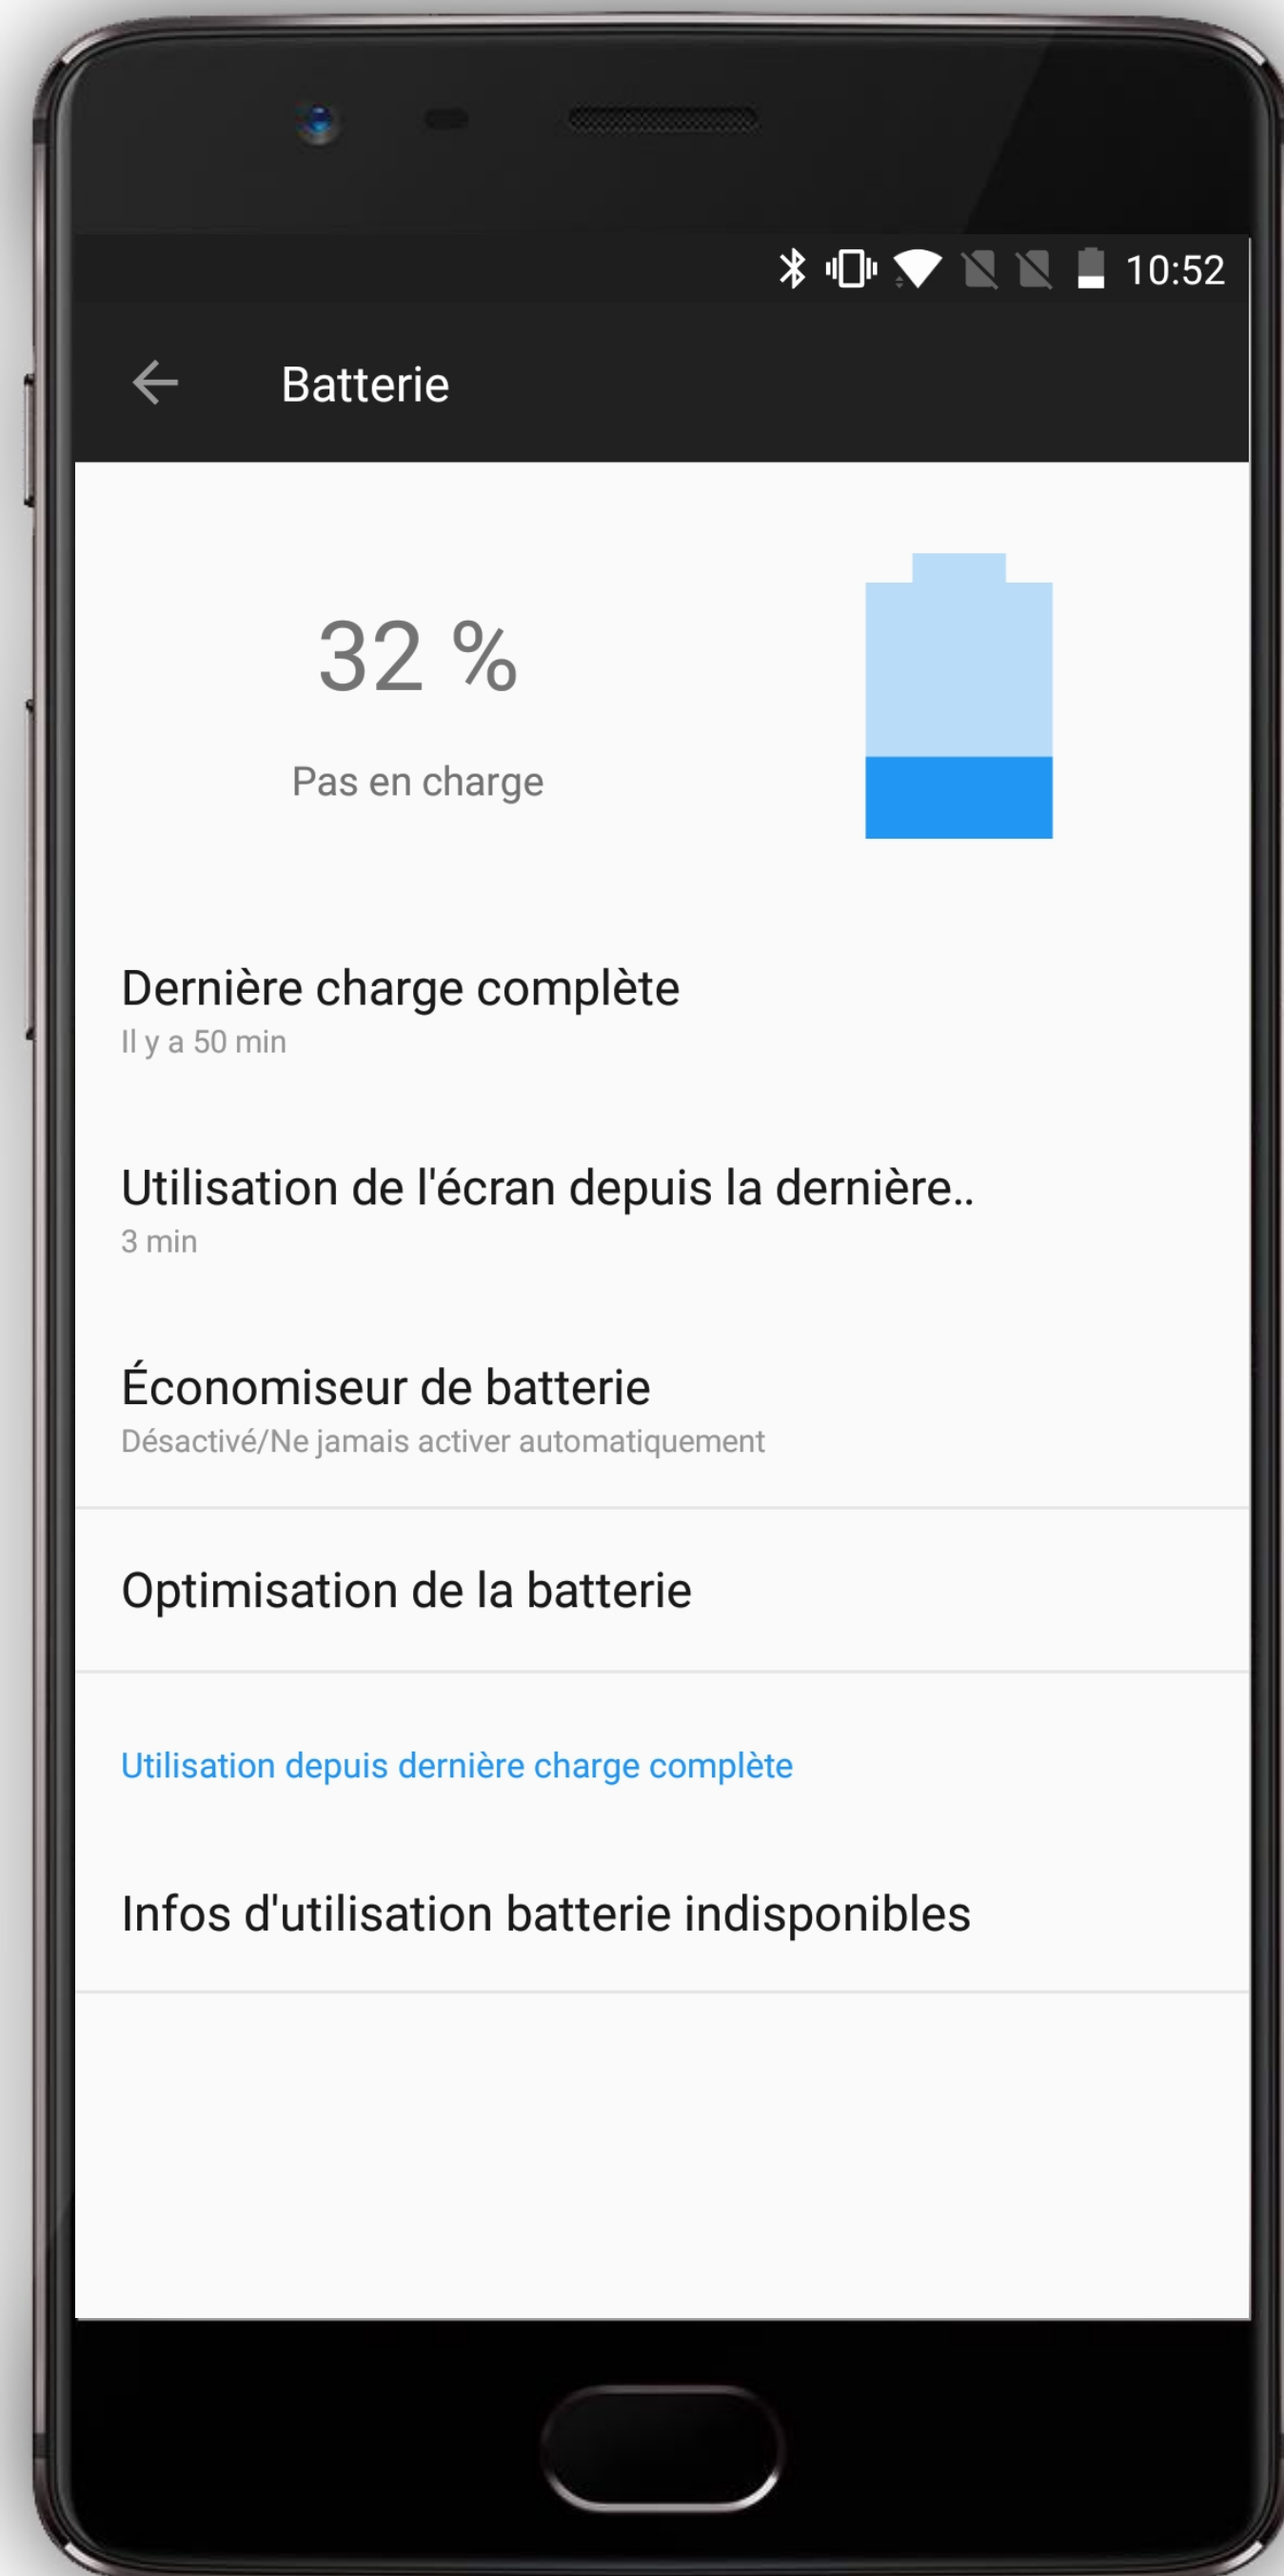 10:52
Batterie
32 %
Pas en charge
Dernière charge complète
Il y a 50 min
Utilisation de l'écran depuis la dernière..
3 min
Économiseur de batterie
Désactivé/Ne jamais activer automatiquement
Optimisation de la batterie
Utilisation depuis dernière charge complète
Infos d'utilisation batterie indisponibles